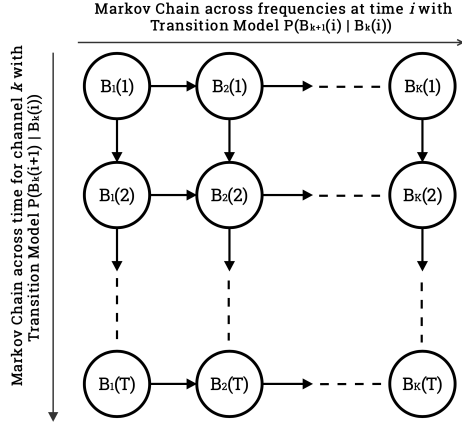 Markov Chain across frequencies at time i with
Transition Model P(Bₖ₊₁(i) | Bₖ(i))
Markov Chain across time for channel k with
Transition Model P(Bₖ(i+1) | Bₖ(i))
B₁(1) B₂(1) Bₖ(1)
B₁(2) B₂(2) Bₖ(2)
B₁(T) B₂(T) Bₖ(T)